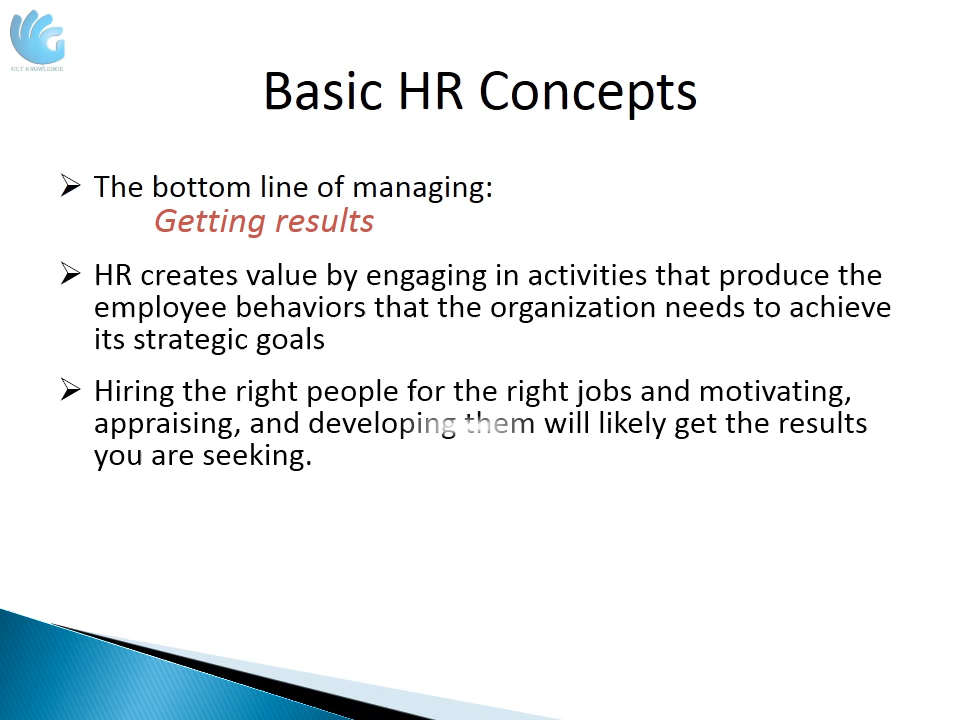 GUT KNOWLEDGE
Basic HR Concepts
The bottom line of managing:
Getting results
HR creates value by engaging in activities that produce the
employee behaviors that the organization needs to achieve
its strategic goals
Hiring the right people for the right jobs and motivating,
appraising, and developing them will likely get the results
you are seeking.